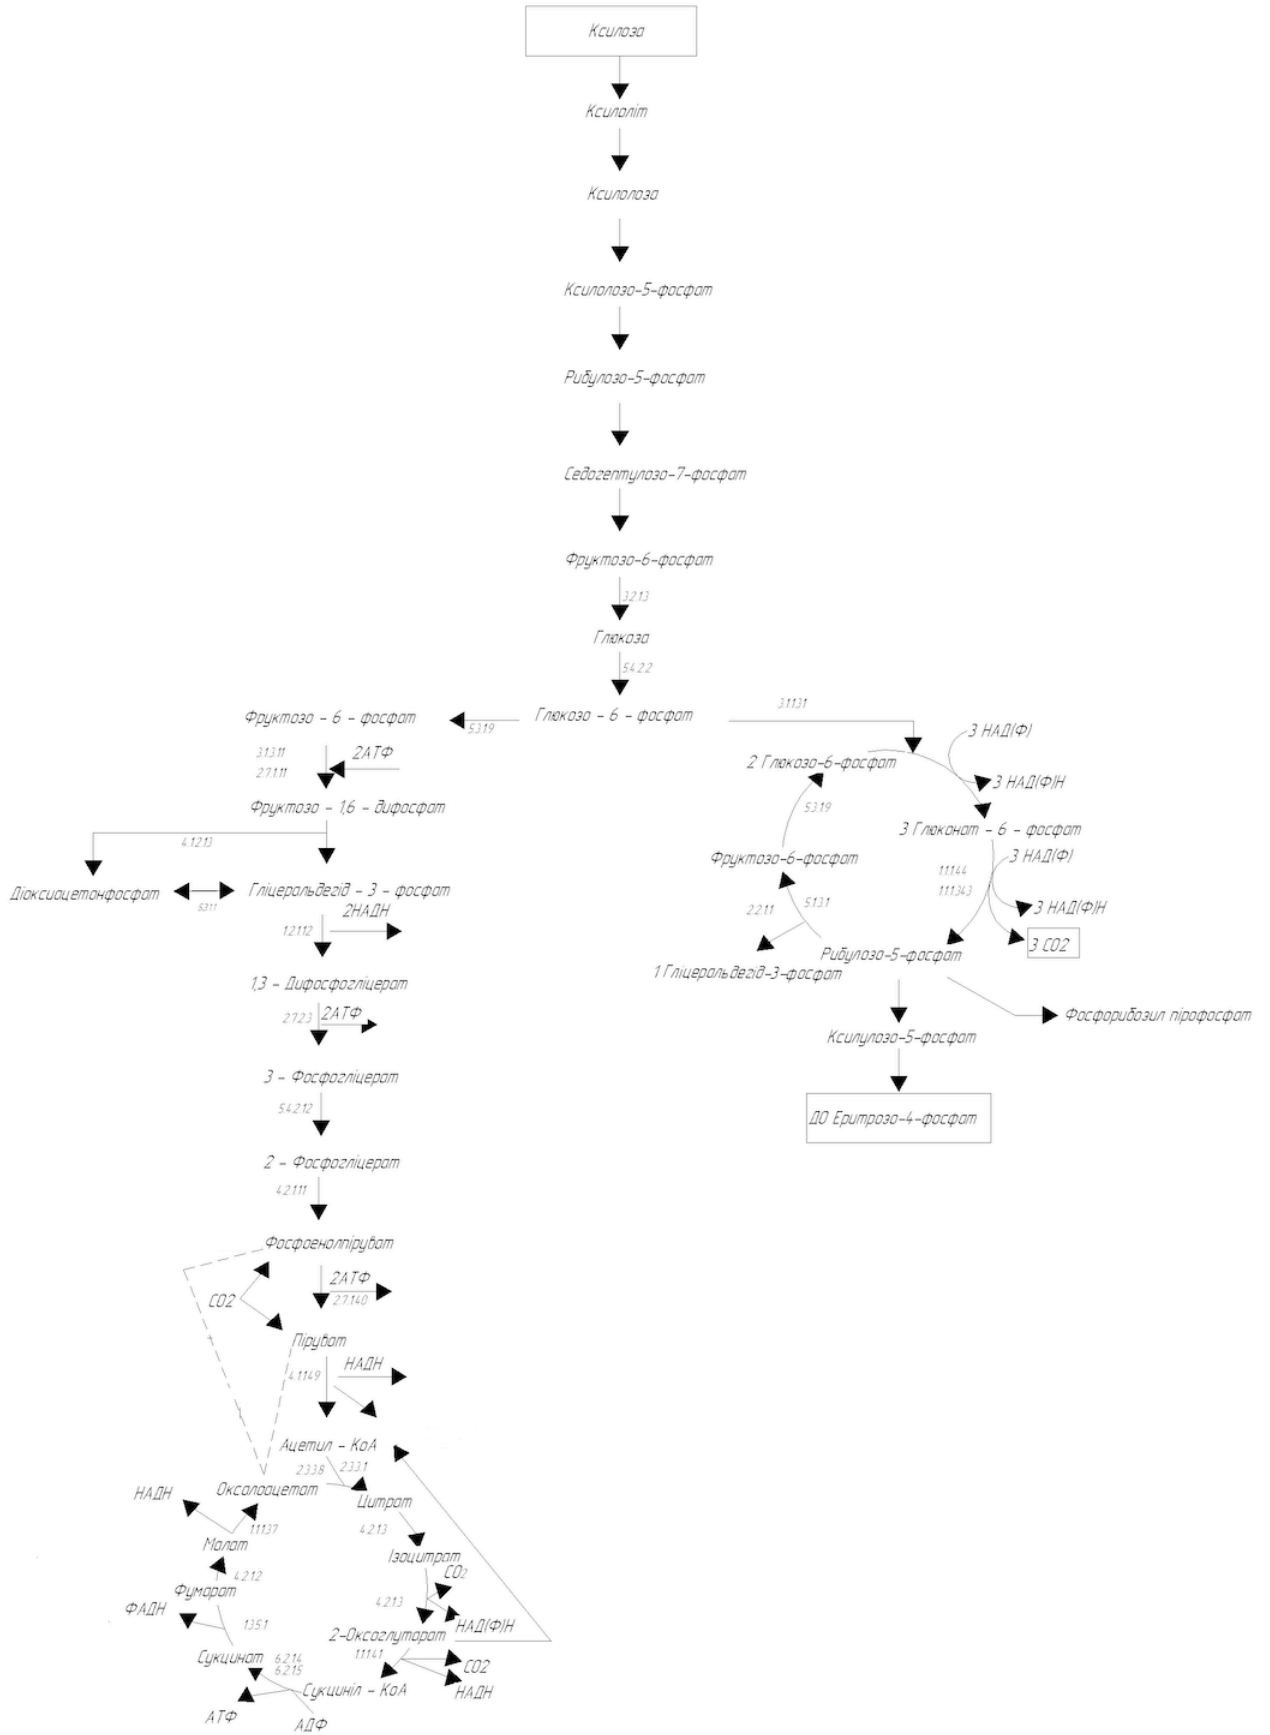 Ксилоза
Ксилоліт
Ксилолоза
Ксилолозо-5-фосфат
Рибулозо-5-фосфат
Седогептулозо-7-фосфат
Фруктозо-6-фосфат
3.2.1.3
Глюкоза
5.4.2.2
Глюкозо - 6 - фосфат
5.3.1.9
Фруктозо - 6 - фосфат
3.1.3.11
2.7.1.11
2АТФ
Фруктозо - 1,6 - дифосфат
4.1.2.13
Діоксиацетонфосфат
5.3.1.1
Гліцеральдегід - 3 - фосфат
2НАДН
1.2.1.12
1,3 - Дифосфогліцерат
2.7.2.3
2АТФ
3 - Фосфогліцерат
5.4.2.12
2 - Фосфогліцерат
4.2.1.11
Фосфоенолпіруват
2АТФ
2.7.1.40
СО2
Піруват
НАДН
4.1.1.49
Ацетил - КоА
2.3.3.8
2.3.3.1
Оксалоацетат
Цитрат
НАДН
1.1.1.37
4.2.1.3
Малат
Ізоцитрат
СО2
4.2.1.2
Фумарат
4.2.1.3
ФАДН
1.3.5.1
НАД(Ф)Н
2-Оксоглутарат
1.1.1.41
Сукцинат
6.2.1.4
6.2.1.5
СО2
НАДН
Сукциніл - КоА
АТФ
АДФ
3.1.1.31
3 НАД(Ф)
2 Глюкозо-6-фосфат
3 НАД(Ф)Н
5.3.1.9
3 Глюконат - 6 - фосфат
Фруктозо-6-фосфат
3 НАД(Ф)
1.1.1.44
1.1.1.343
2.2.1.1
5.1.3.1
3 НАД(Ф)Н
3 СО2
Рибулоза-5-фосфат
1 Гліцеральдегід-3-фосфат
Фосфорибозил пірофосфат
Ксилулозо-5-фосфат
ДО Еритрозо-4-фосфат